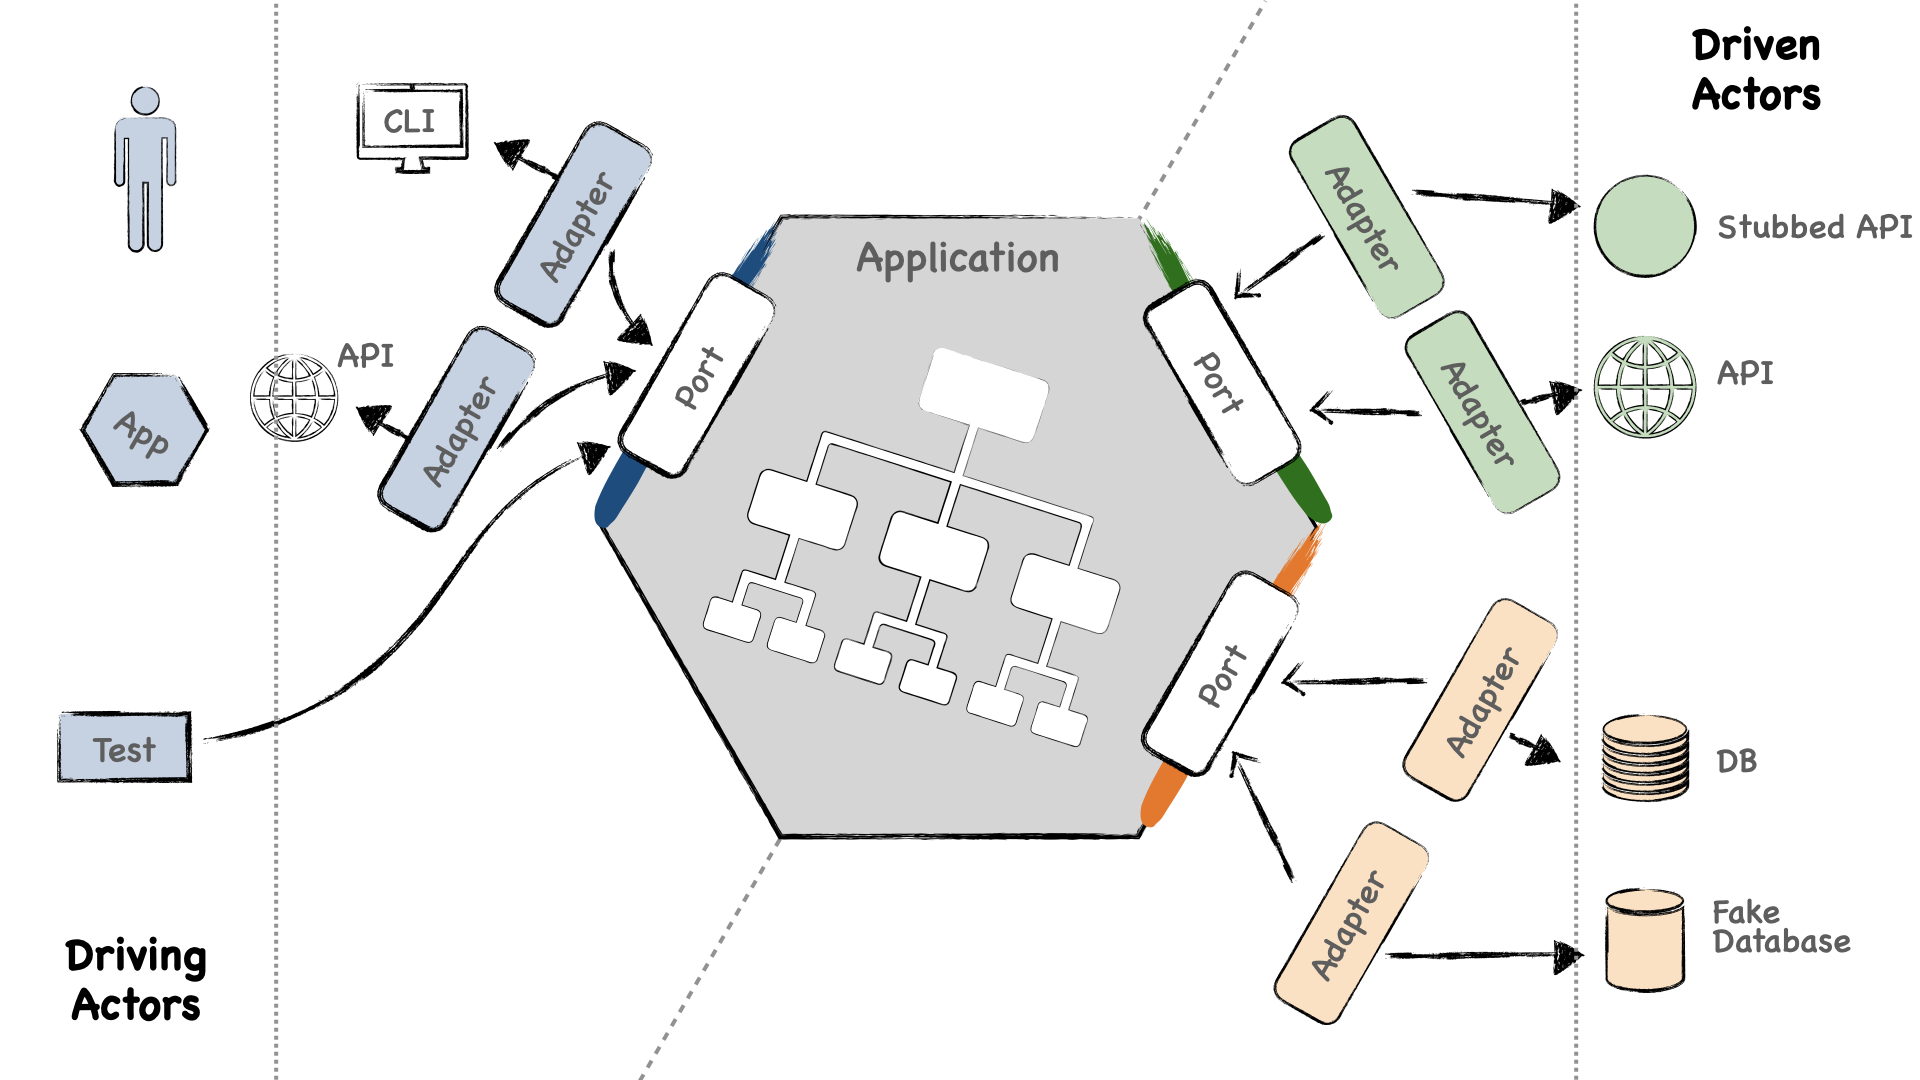 Driven
Actors
CLI
Adapter
Adapter
Stubbed API
Application
API
Adapter
Port
Port
Adapter
API
App
Port
Adapter
Test
DB
Adapter
Fake
Database
Driving
Actors